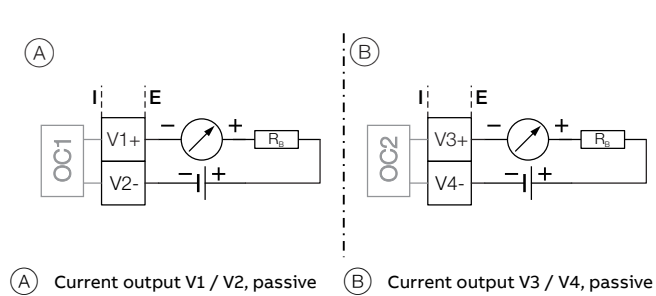 A
B
I E
I E
OC1
V1+
V2-
− + R_B
− +
OC2
V3+
V4-
− + R_B
− +
A Current output V1 / V2, passive
B Current output V3 / V4, passive